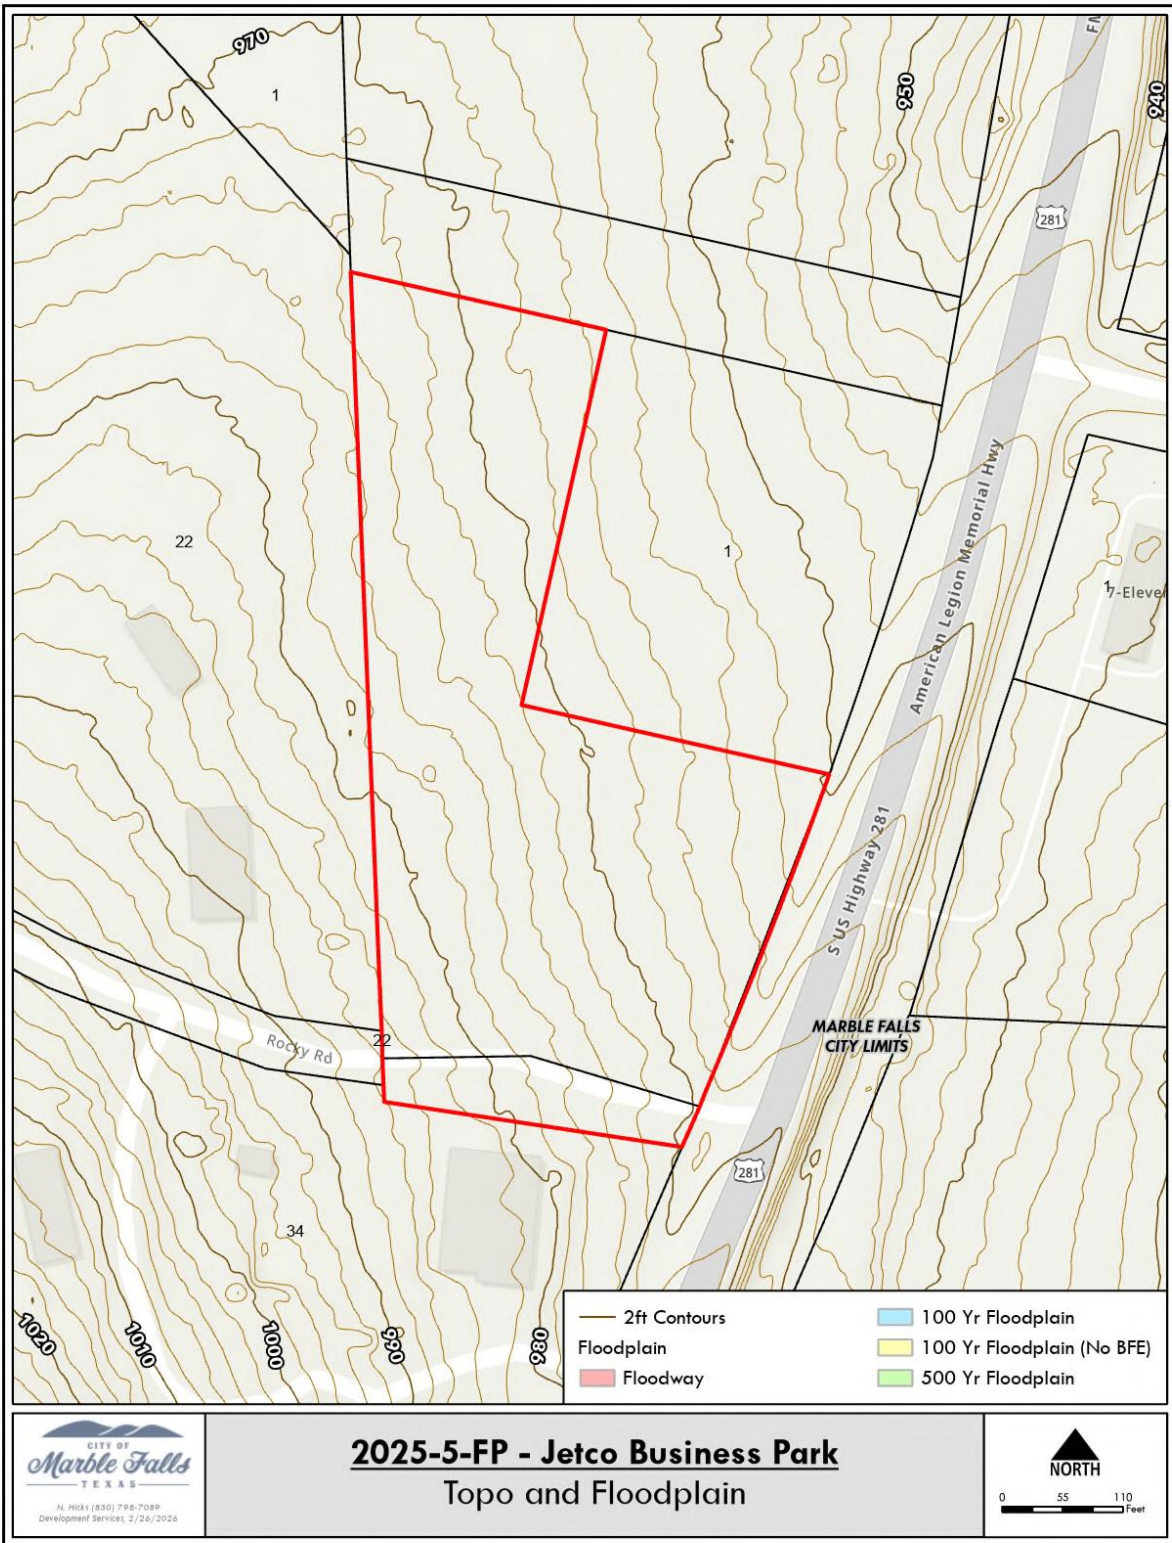 970
1
950
940
FM
281
22
1
American Legion Memorial Hwy
1
7-Eleven
S US Highway 281
MARBLE FALLS
CITY LIMITS
22
Rocky Rd
281
34
1020
1010
1000
990
980
2ft Contours
Floodplain
Floodway
100 Yr Floodplain
100 Yr Floodplain (No BFE)
500 Yr Floodplain
CITY OF
Marble Falls
TEXAS
N. Hicks (830) 798-7089
Development Services, 2/26/2026
2025-5-FP - Jetco Business Park
Topo and Floodplain
NORTH
0 55 110
Feet